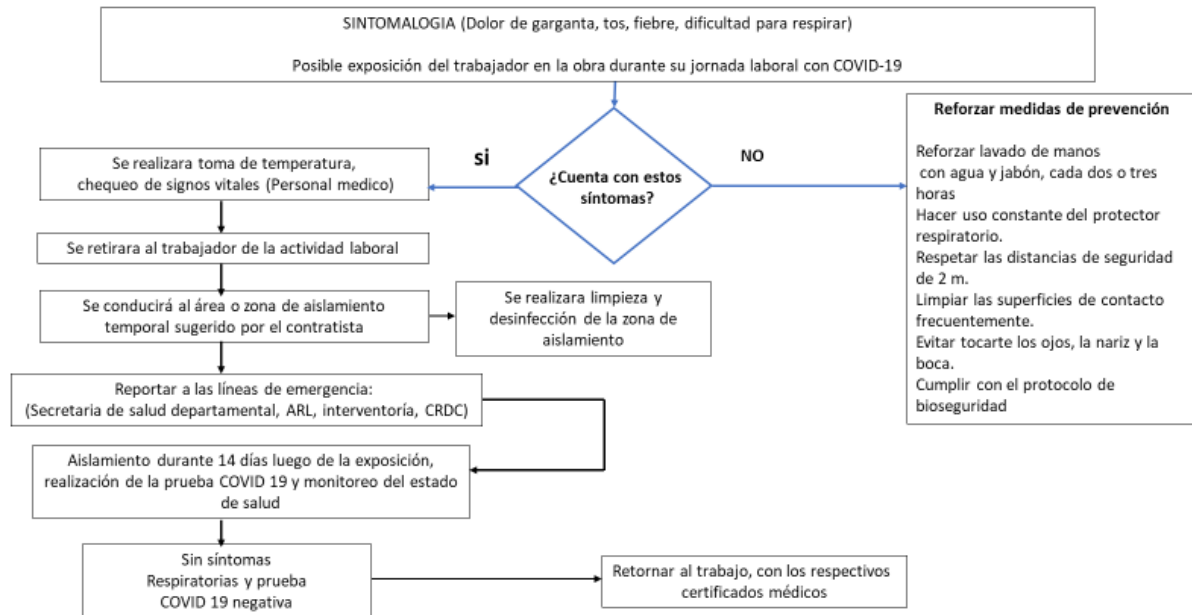 SINTOMALOGIA (Dolor de garganta, tos, fiebre, dificultad para respirar)
Posible exposición del trabajador en la obra durante su jornada laboral con COVID-19
¿Cuenta con estos
síntomas?
si
NO
Se realizara toma de temperatura,
chequeo de signos vitales (Personal medico)
Se retirara al trabajador de la actividad laboral
Se conducirá al área o zona de aislamiento
temporal sugerido por el contratista
Se realizara limpieza y
desinfección de la zona de
aislamiento
Reportar a las líneas de emergencia:
(Secretaria de salud departamental, ARL, interventoría, CRDC)
Aislamiento durante 14 días luego de la exposición,
realización de la prueba COVID 19 y monitoreo del estado
de salud
Sin síntomas
Respiratorias y prueba
COVID 19 negativa
Retornar al trabajo, con los respectivos
certificados médicos
Reforzar medidas de prevención
Reforzar lavado de manos
con agua y jabón, cada dos o tres
horas
Hacer uso constante del protector
respiratorio.
Respetar las distancias de seguridad
de 2 m.
Limpiar las superficies de contacto
frecuentemente.
Evitar tocarte los ojos, la nariz y la
boca.
Cumplir con el protocolo de
bioseguridad